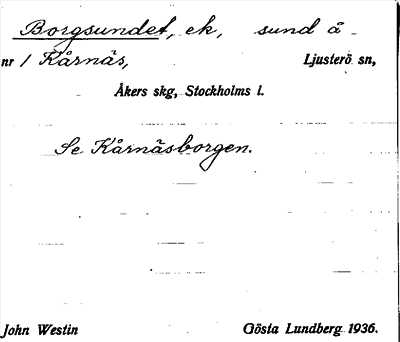 Borgsundet, ek, sund å
nr 1 Kårnäs, Ljusterö sn,
Åkers skg, Stockholms l.
Se Kårnäsborgen.
John Westin Gösta Lundberg 1936.